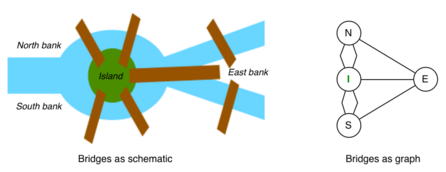 North bank
Island
East bank
South bank
Bridges as schematic
N
I
E
S
Bridges as graph